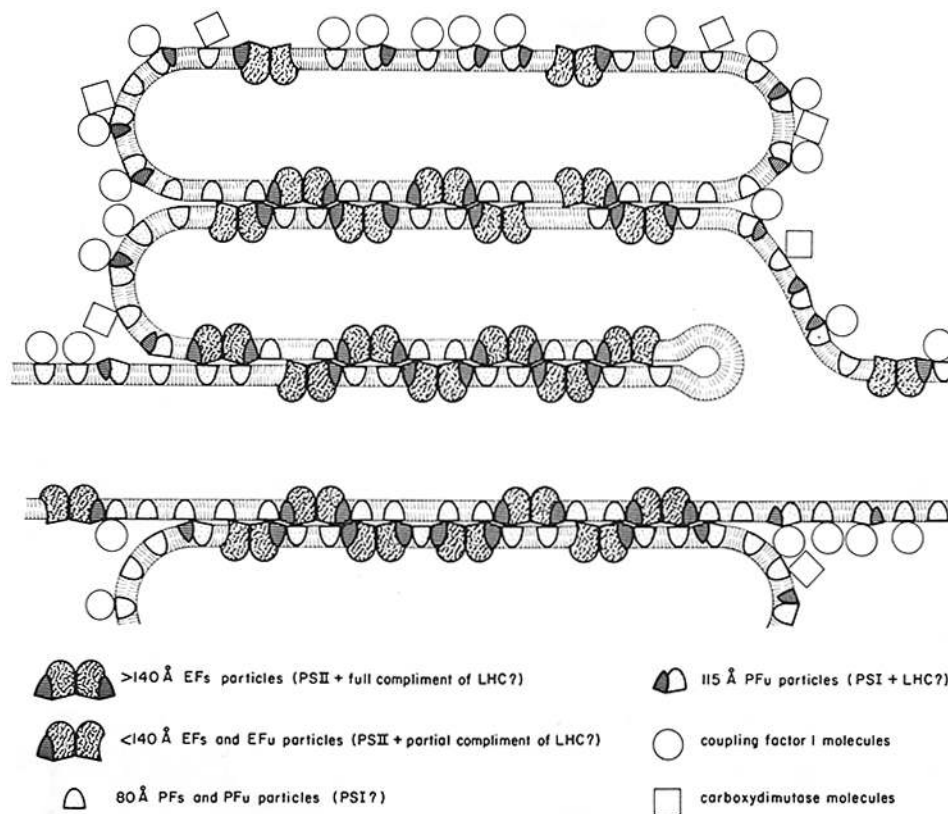 >140 Å EFs particles (PSII + full compliment of LHC?)
<140 Å EFs and EFu particles (PSII + partial compliment of LHC?)
80 Å PFs and PFu particles (PSI?)
115 Å PFu particles (PSI + LHC?)
coupling factor I molecules
carboxydimutase molecules